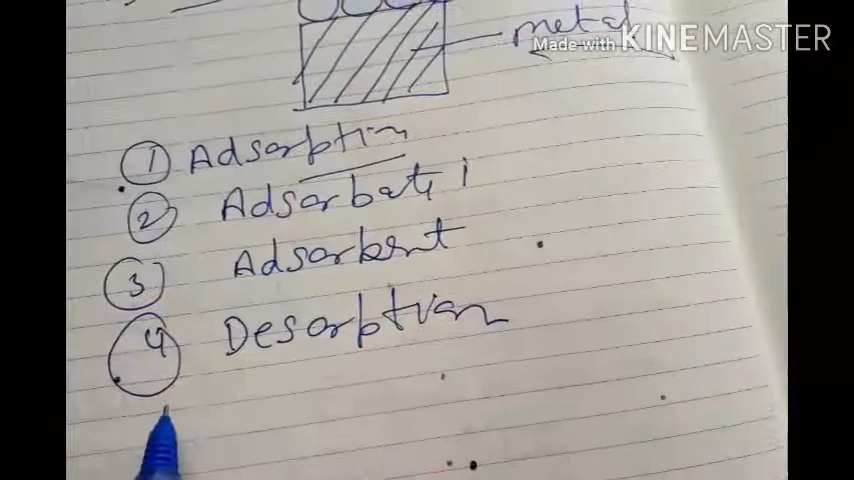 metal
Made with KINEMASTER
1 Adsorption
2 Adsorbate
3 Adsorbent
4 Desorption